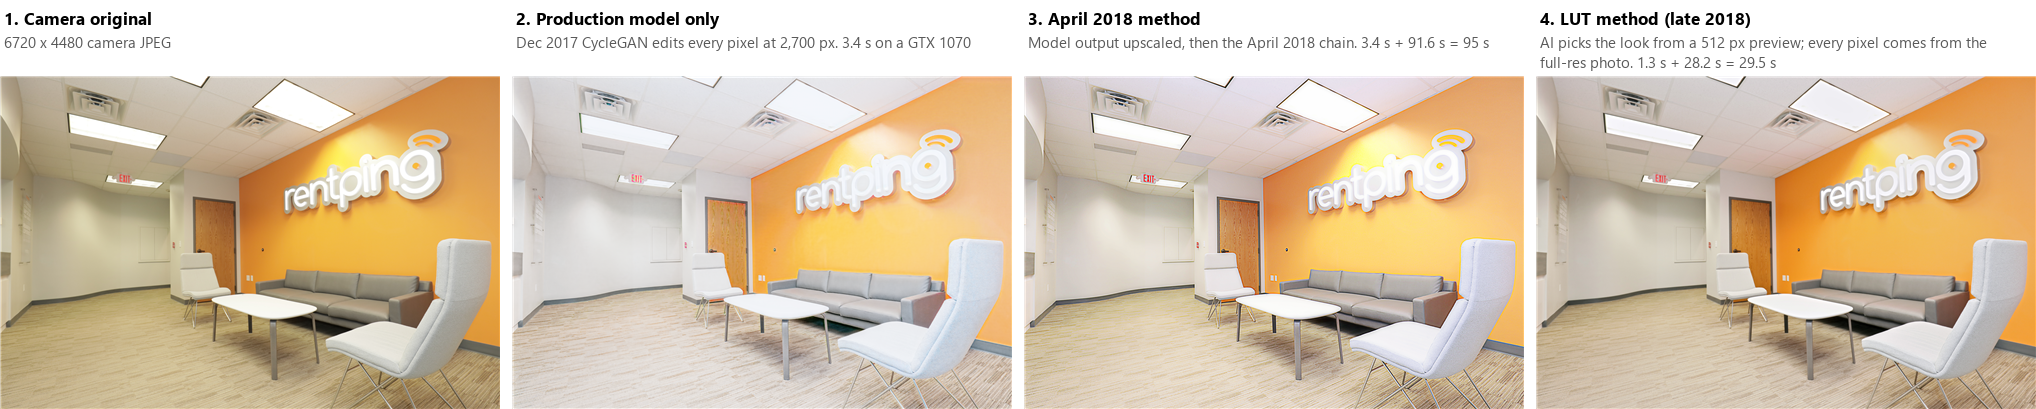 1. Camera original
6720 x 4480 camera JPEG
2. Production model only
Dec 2017 CycleGAN edits every pixel at 2,700 px. 3.4 s on a GTX 1070
3. April 2018 method
Model output upscaled, then the April 2018 chain. 3.4 s + 91.6 s = 95 s
4. LUT method (late 2018)
AI picks the look from a 512 px preview; every pixel comes from the
full-res photo. 1.3 s + 28.2 s = 29.5 s
EXIT
rentping
EXIT
rentping
EXIT
rentping
EXIT
rentping